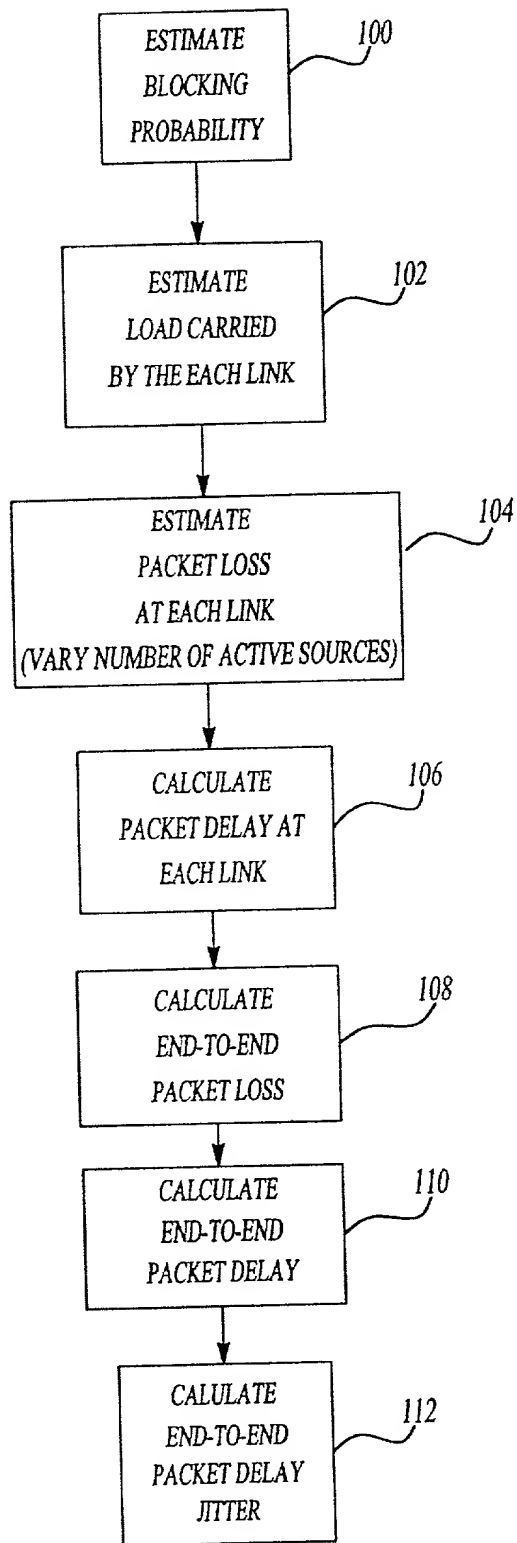 ESTIMATE
BLOCKING
PROBABILITY
100
ESTIMATE
LOAD CARRIED
BY THE EACH LINK
102
ESTIMATE
PACKET LOSS
AT EACH LINK
(VARY NUMBER OF ACTIVE SOURCES)
104
CALCULATE
PACKET DELAY AT
EACH LINK
106
CALCULATE
END-TO-END
PACKET LOSS
108
CALCULATE
END-TO-END
PACKET DELAY
110
CALULATE
END-TO-END
PACKET DELAY
JITTER
112